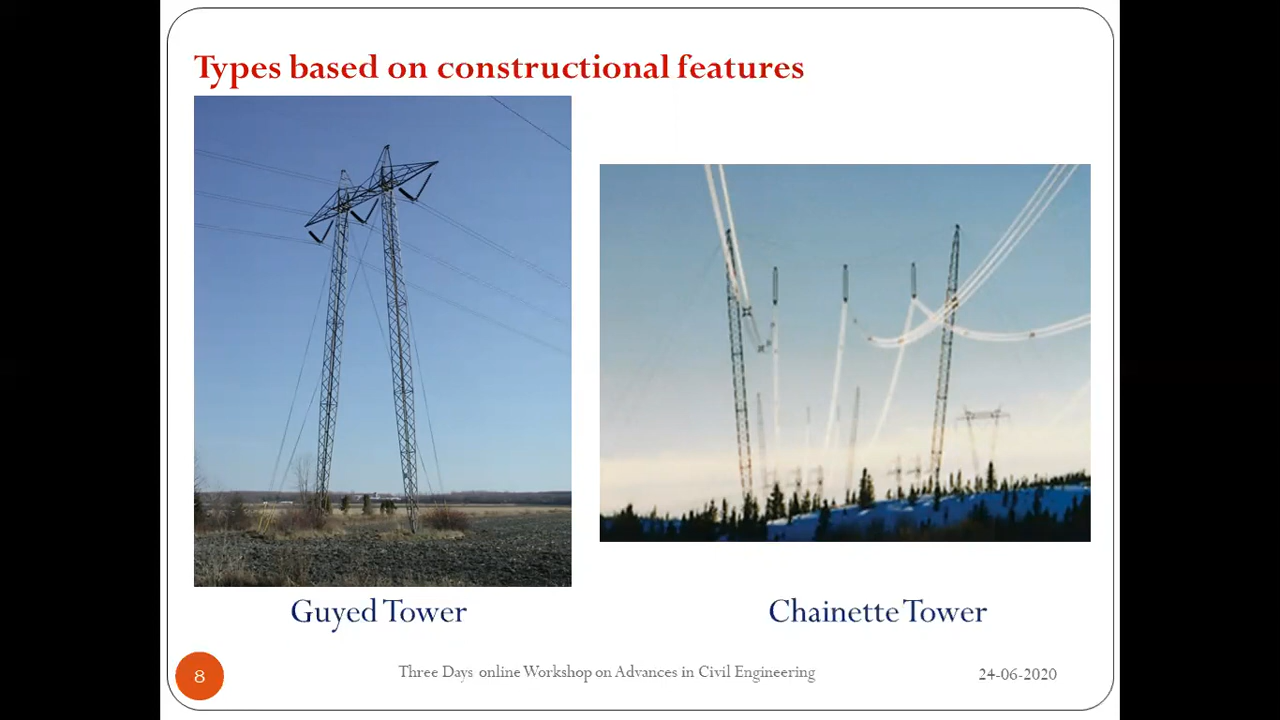 Types based on constructional features
Guyed Tower
Chainette Tower
8
Three Days online Workshop on Advances in Civil Engineering
24-06-2020